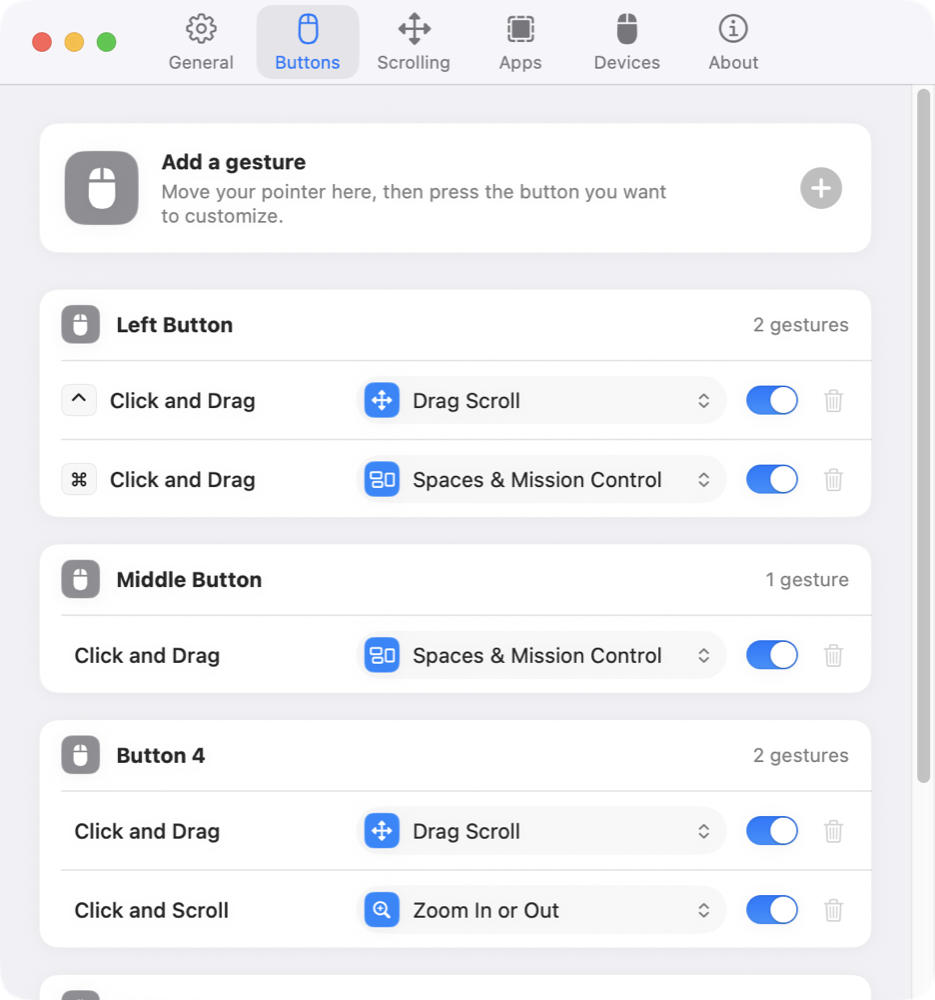 General
Buttons
Scrolling
Apps
Devices
About
Add a gesture
Move your pointer here, then press the button you want
to customize.
Left Button
2 gestures
^ Click and Drag
Drag Scroll
⌘ Click and Drag
Spaces & Mission Control
Middle Button
1 gesture
Click and Drag
Spaces & Mission Control
Button 4
2 gestures
Click and Drag
Drag Scroll
Click and Scroll
Zoom In or Out